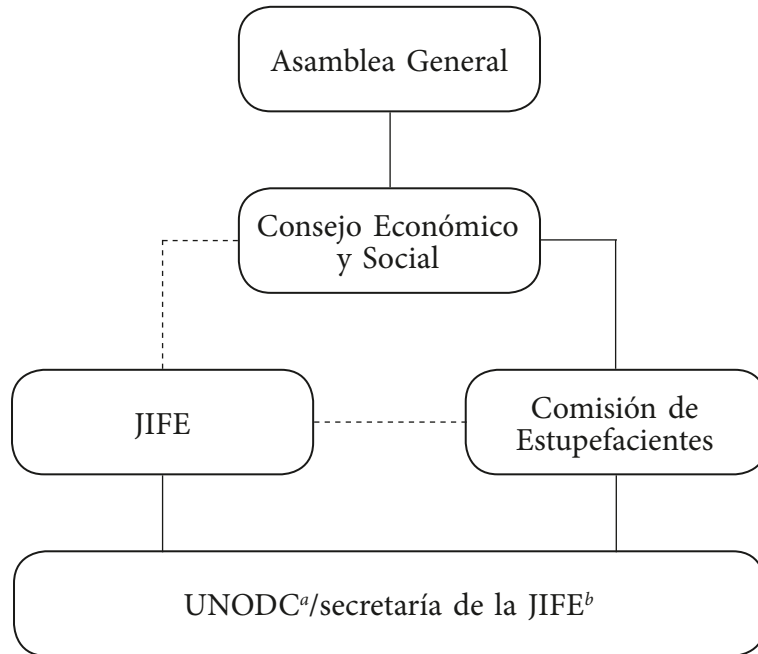 Asamblea General
Consejo Económico
y Social
JIFE
Comisión de
Estupefacientes
UNODCᵃ/secretaría de la JIFEᵇ